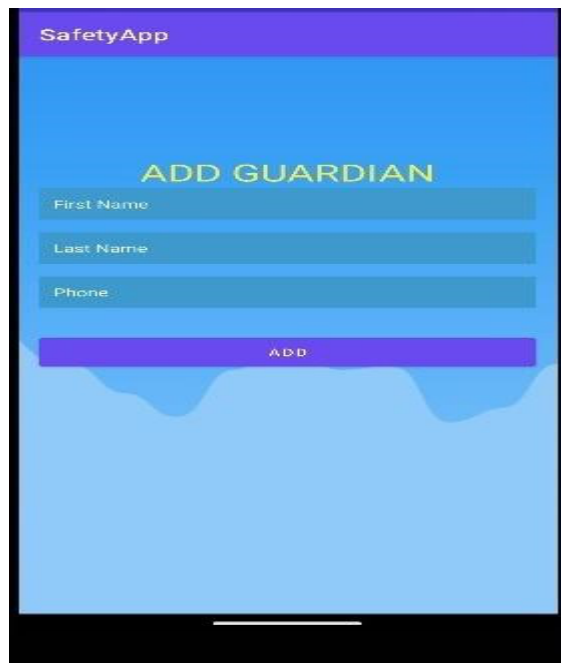 SafetyApp
ADD GUARDIAN
First Name
Last Name
Phone
ADD